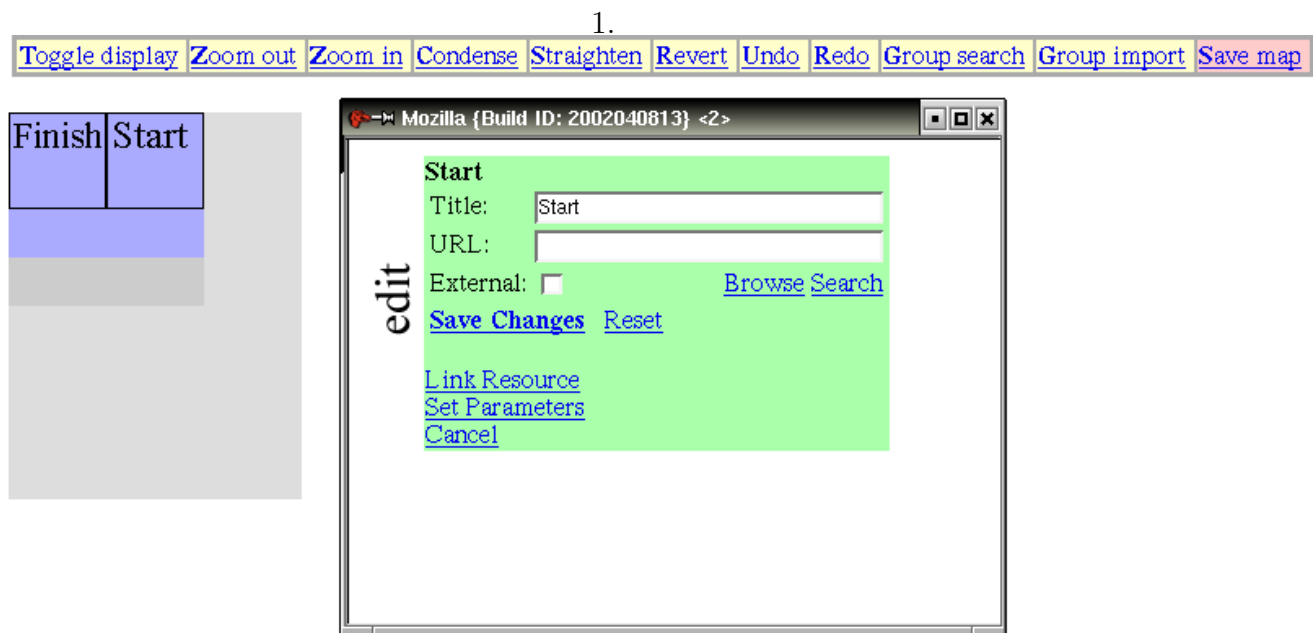 1.
Toggle display Zoom out Zoom in Condense Straighten Revert Undo Redo Group search Group import Save map
Finish Start
Mozilla {Build ID: 2002040813} <2>
edit
Start
Title: Start
URL:
External: Browse Search
Save Changes Reset
Link Resource
Set Parameters
Cancel